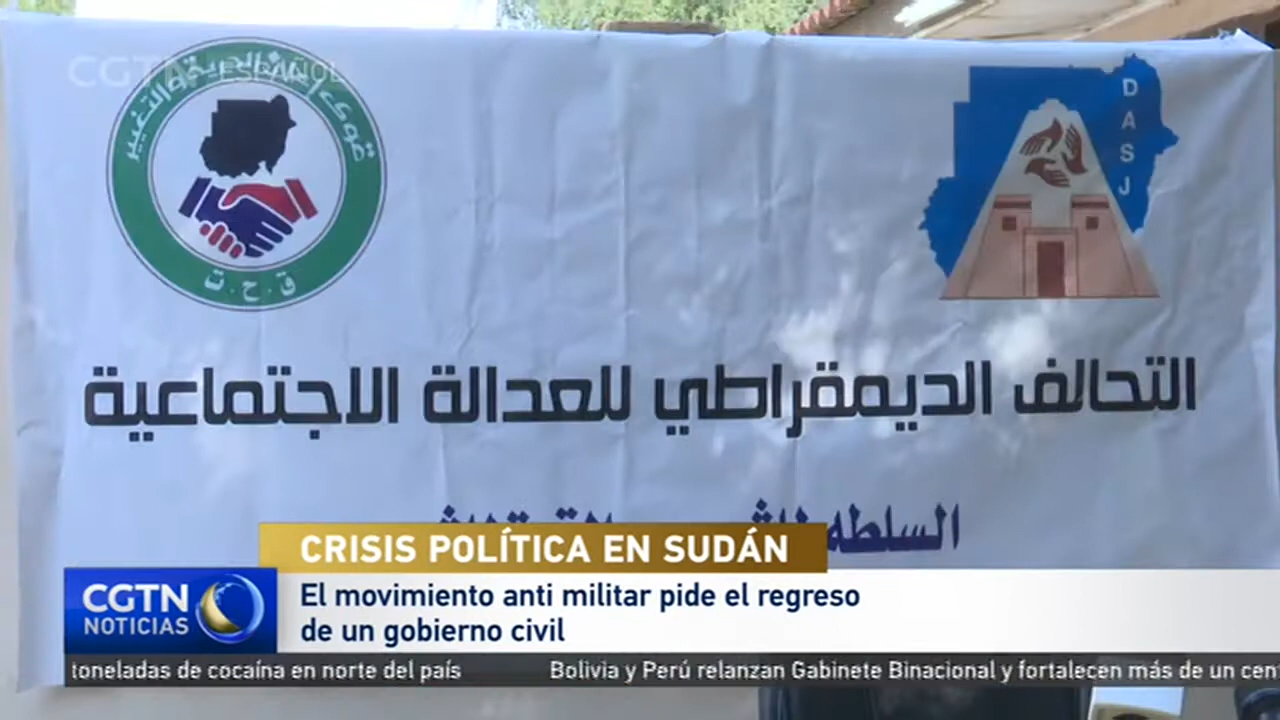 CGTN ESPAÑOL
قوى إعلان الحرية والتغيير
ق.ح.ت
DASJ
التحالف الديمقراطي للعدالة الاجتماعية
السلطه
CRISIS POLÍTICA EN SUDÁN
CGTN
NOTICIAS
El movimiento anti militar pide el regreso
de un gobierno civil
toneladas de cocaína en norte del país
Bolivia y Perú relanzan Gabinete Binacional y fortalecen más de un cent